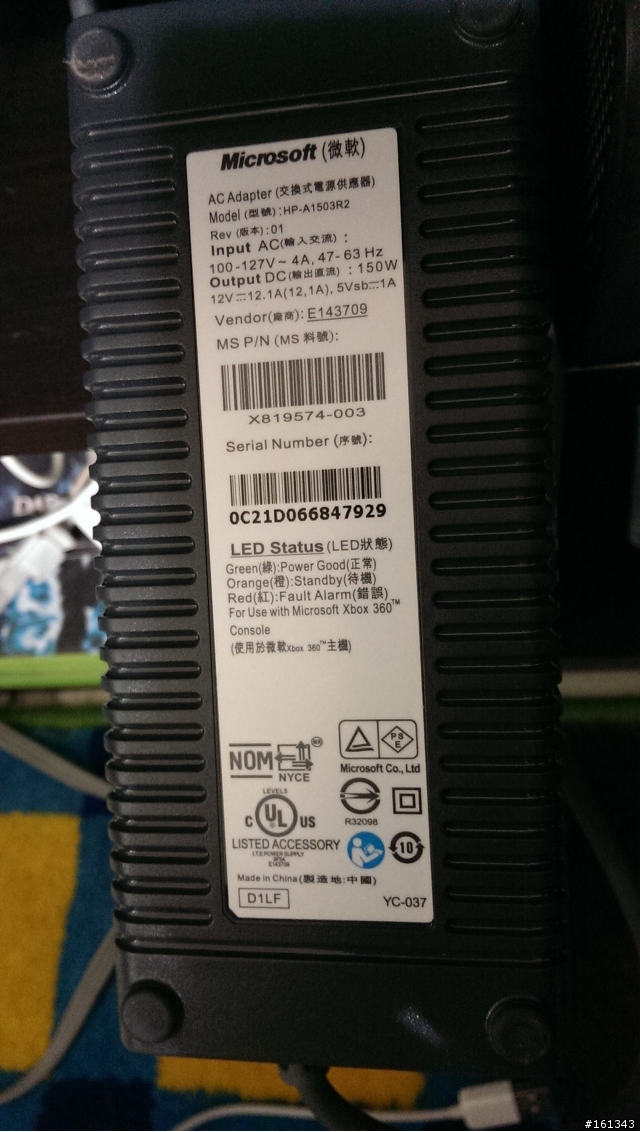 Microsoft (微軟)
AC Adapter (交換式電源供應器)
Model (型號):HP-A1503R2
Rev (版本):01
Input AC(輸入交流) :
100-127V~ 4A, 47- 63 Hz
Output DC(輸出直流) : 150W
12V⎓12.1A(12,1A), 5Vsb⎓1A
Vendor(廠商): E143709
MS P/N (MS 料號):
X819574-003
Serial Number (序號):
0C21D066847929
LED Status (LED狀態)
Green(綠):Power Good(正常)
Orange(橙):Standby(待機)
Red(紅):Fault Alarm(錯誤)
For Use with Microsoft Xbox 360™
Console
(使用於微軟Xbox 360™主機)
NOM NYCE
PSE
Microsoft Co., Ltd
LEVEL5
C UL US
R32098
LISTED ACCESSORY
I.T.E POWER SUPPLY
E143709
10
Made in China (製造地:中國)
D1LF
YC-037
#161343